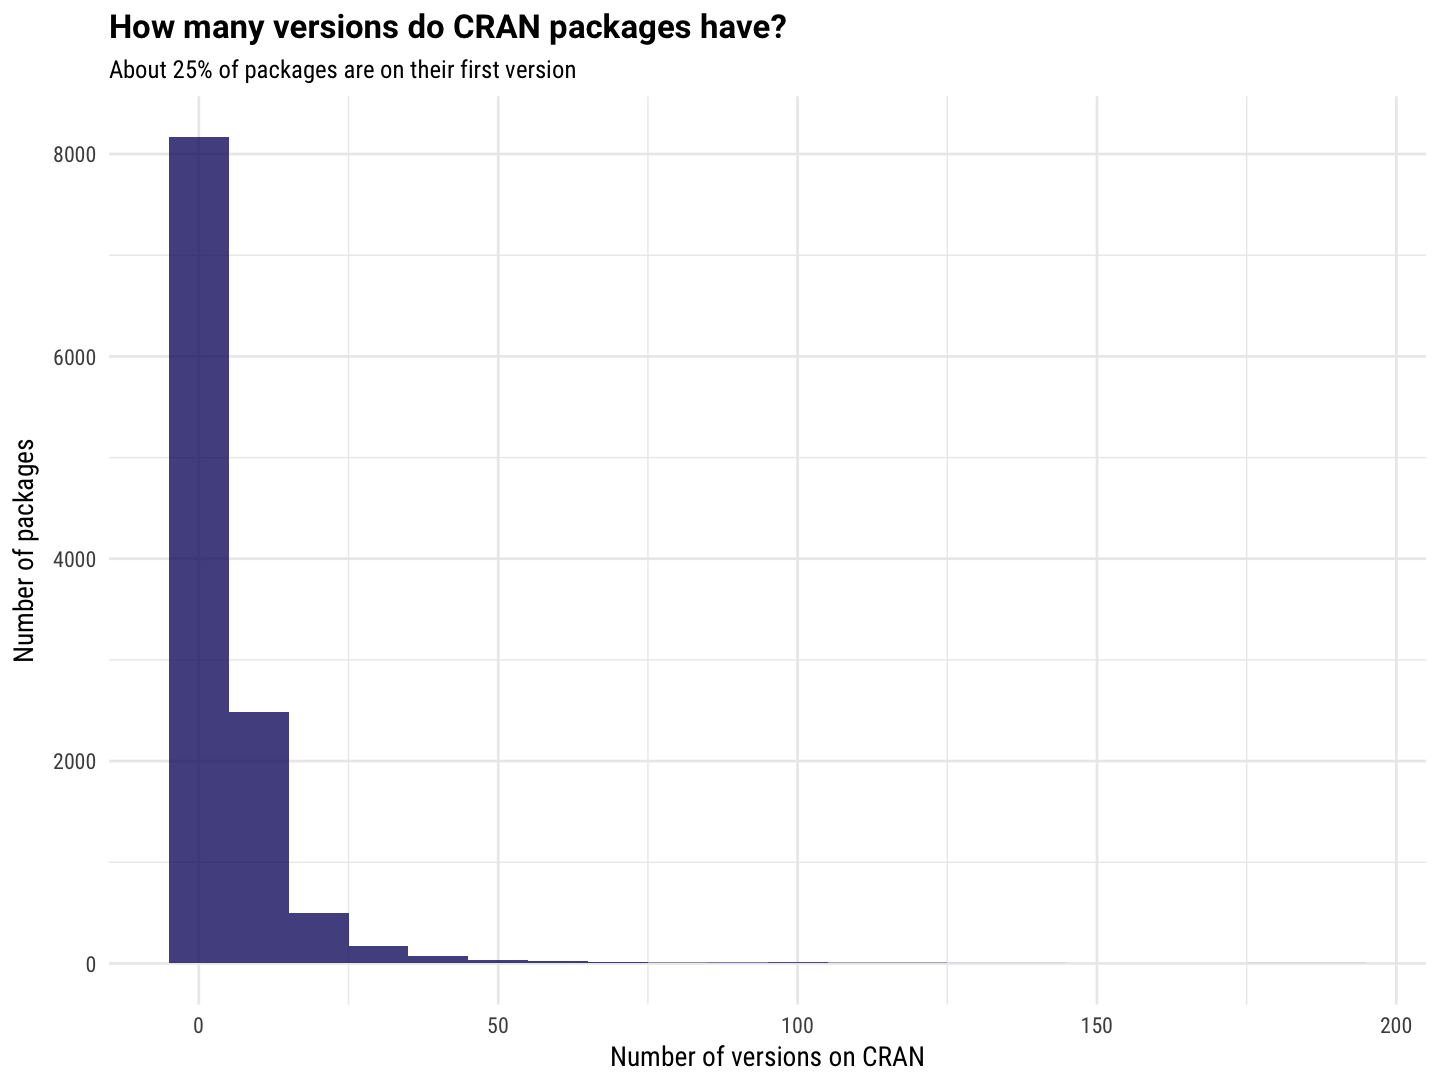 How many versions do CRAN packages have?
About 25% of packages are on their first version
Number of packages
8000
6000
4000
2000
0
0
50
100
150
200
Number of versions on CRAN